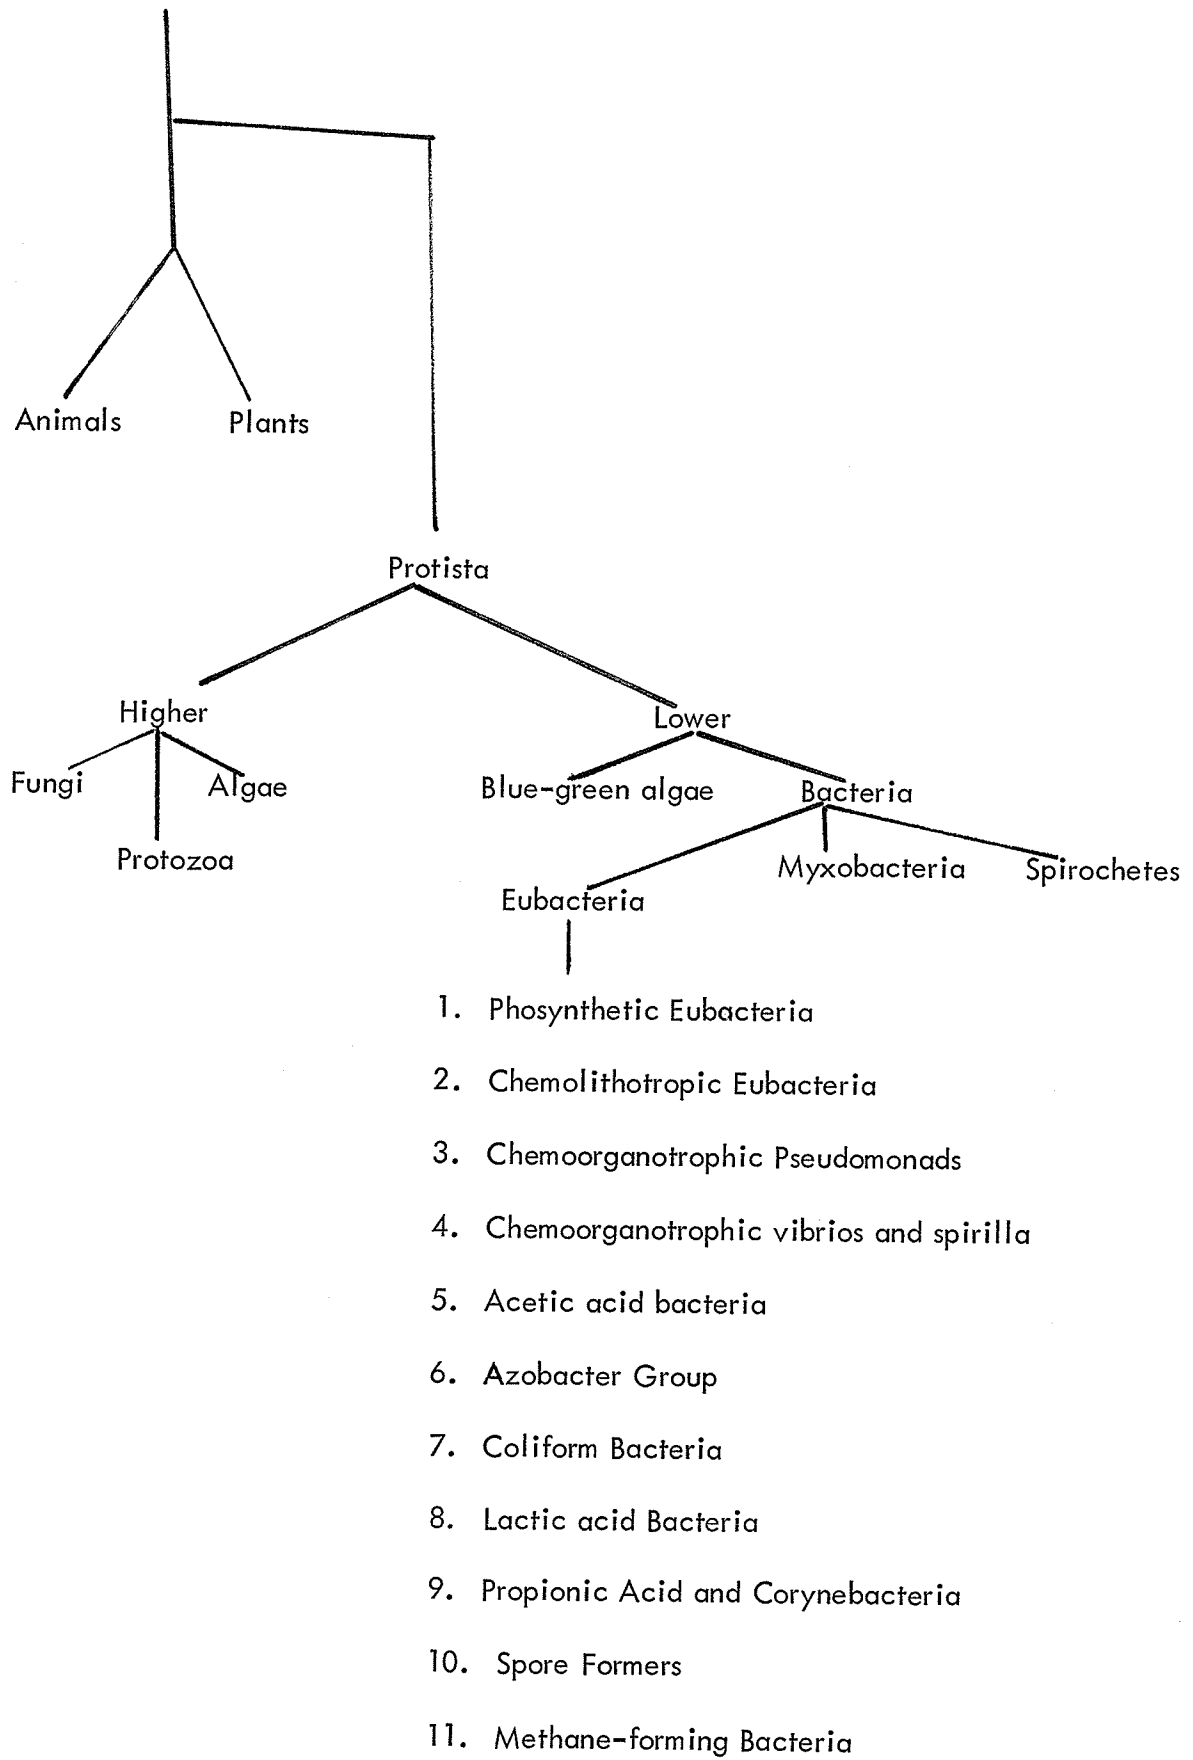 Animals Plants
Protista
Higher Lower
Fungi Algae Blue-green algae Bacteria
Protozoa Myxobacteria Spirochetes
Eubacteria
1. Phosynthetic Eubacteria
2. Chemolithotropic Eubacteria
3. Chemoorganotrophic Pseudomonads
4. Chemoorganotrophic vibrios and spirilla
5. Acetic acid bacteria
6. Azobacter Group
7. Coliform Bacteria
8. Lactic acid Bacteria
9. Propionic Acid and Corynebacteria
10. Spore Formers
11. Methane-forming Bacteria